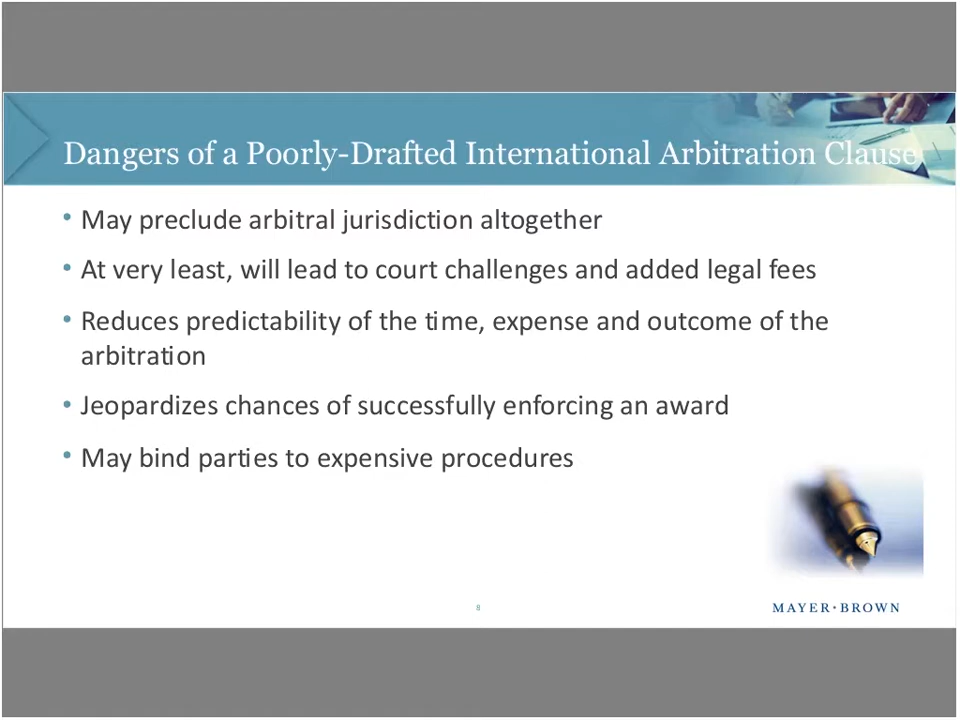 Dangers of a Poorly-Drafted International Arbitration Clause
• May preclude arbitral jurisdiction altogether
• At very least, will lead to court challenges and added legal fees
• Reduces predictability of the time, expense and outcome of the
arbitration
• Jeopardizes chances of successfully enforcing an award
• May bind parties to expensive procedures
8
MAYER • BROWN